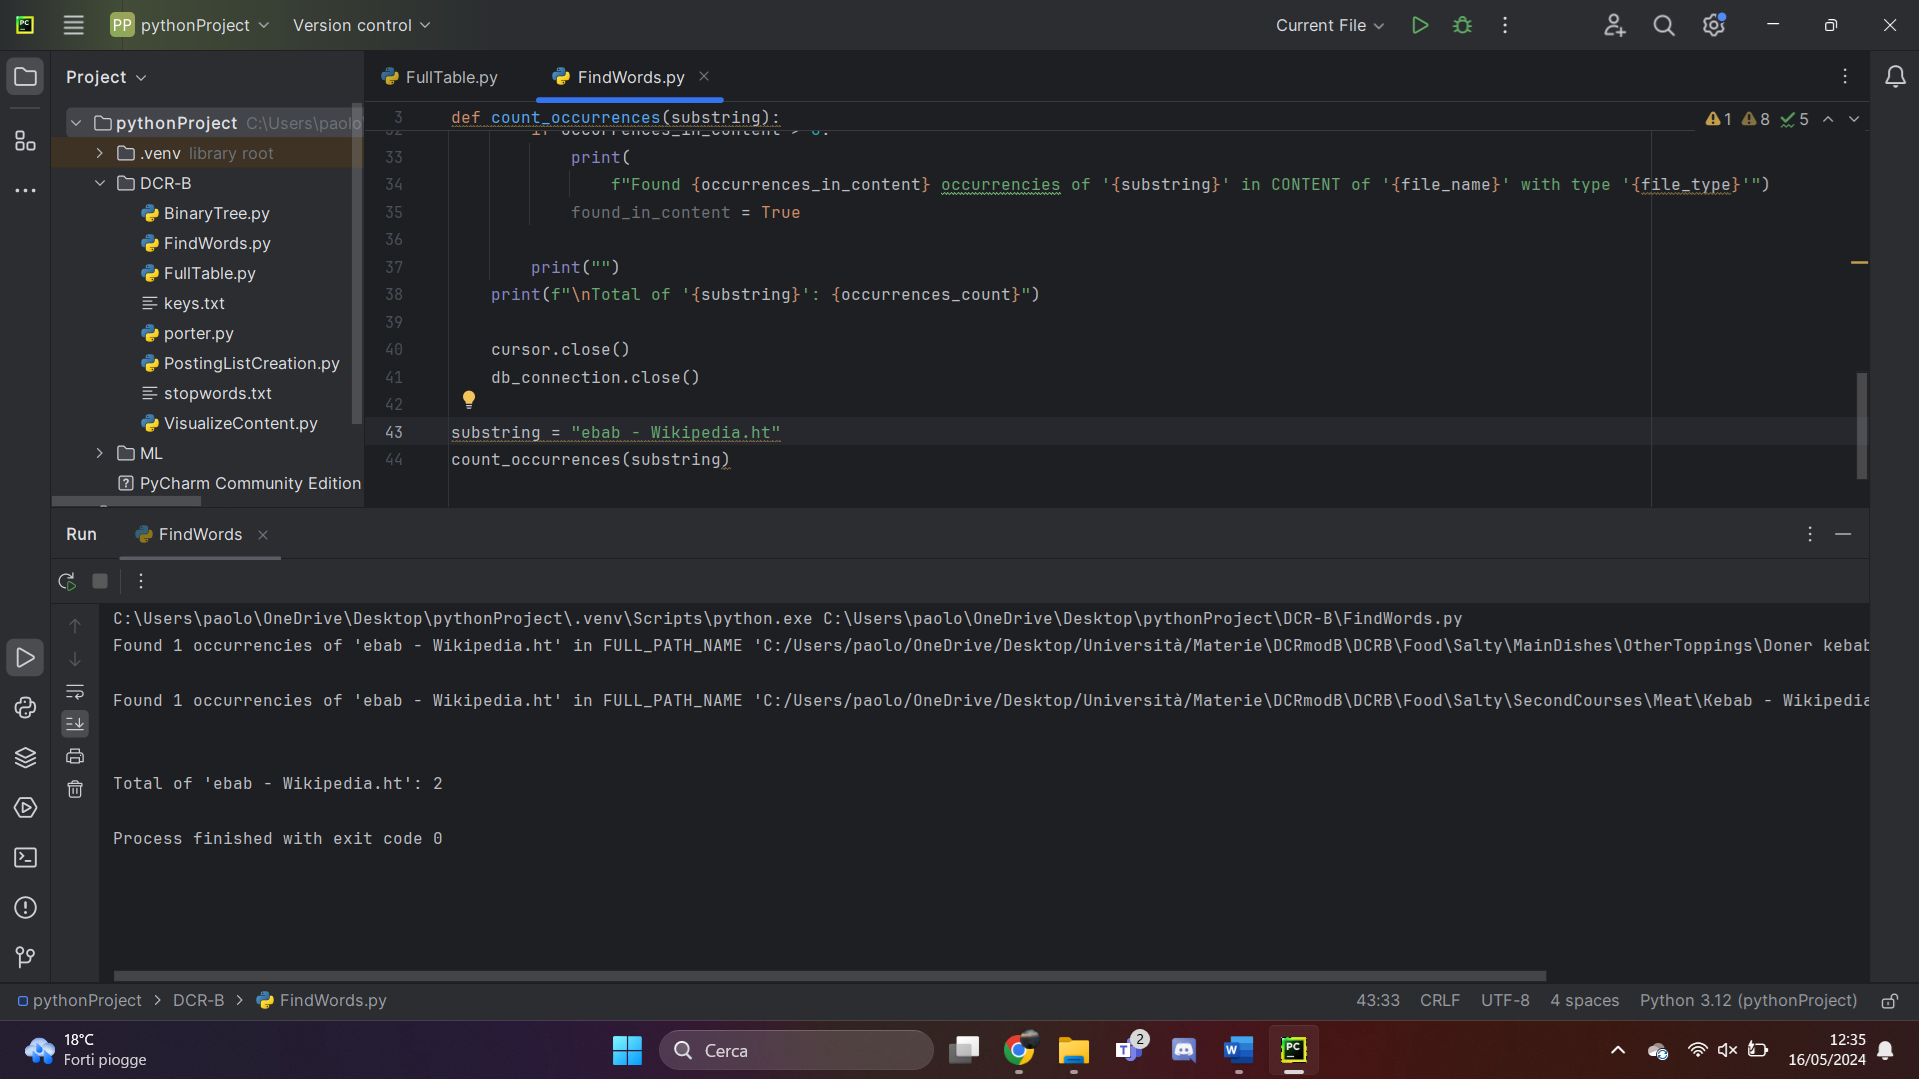 PC
PP pythonProject
Version control
Current File
Project
FullTable.py
FindWords.py
pythonProject C:\Users\paolo
.venv library root
DCR-B
BinaryTree.py
FindWords.py
FullTable.py
keys.txt
porter.py
PostingListCreation.py
stopwords.txt
VisualizeContent.py
ML
PyCharm Community Edition
3 def count_occurrences(substring):
1 8 5
33 print(
34 f"Found {occurrences_in_content} occurrencies of '{substring}' in CONTENT of '{file_name}' with type '{file_type}'")
35 found_in_content = True
36
37 print("")
38 print(f"\nTotal of '{substring}': {occurrences_count}")
39
40 cursor.close()
41 db_connection.close()
42
43 substring = "ebab - Wikipedia.ht"
44 count_occurrences(substring)
Run
FindWords
C:\Users\paolo\OneDrive\Desktop\pythonProject\.venv\Scripts\python.exe C:\Users\paolo\OneDrive\Desktop\pythonProject\DCR-B\FindWords.py
Found 1 occurrencies of 'ebab - Wikipedia.ht' in FULL_PATH_NAME 'C:/Users/paolo/OneDrive/Desktop/Università/Materie\DCRmodB\DCRB\Food\Salty\MainDishes\OtherToppings\Doner kebab
Found 1 occurrencies of 'ebab - Wikipedia.ht' in FULL_PATH_NAME 'C:/Users/paolo/OneDrive/Desktop/Università/Materie\DCRmodB\DCRB\Food\Salty\SecondCourses\Meat\Kebab - Wikipedia
Total of 'ebab - Wikipedia.ht': 2
Process finished with exit code 0
pythonProject > DCR-B > FindWords.py
43:33 CRLF UTF-8 4 spaces Python 3.12 (pythonProject)
18°C
Forti piogge
Cerca
2
12:35
16/05/2024